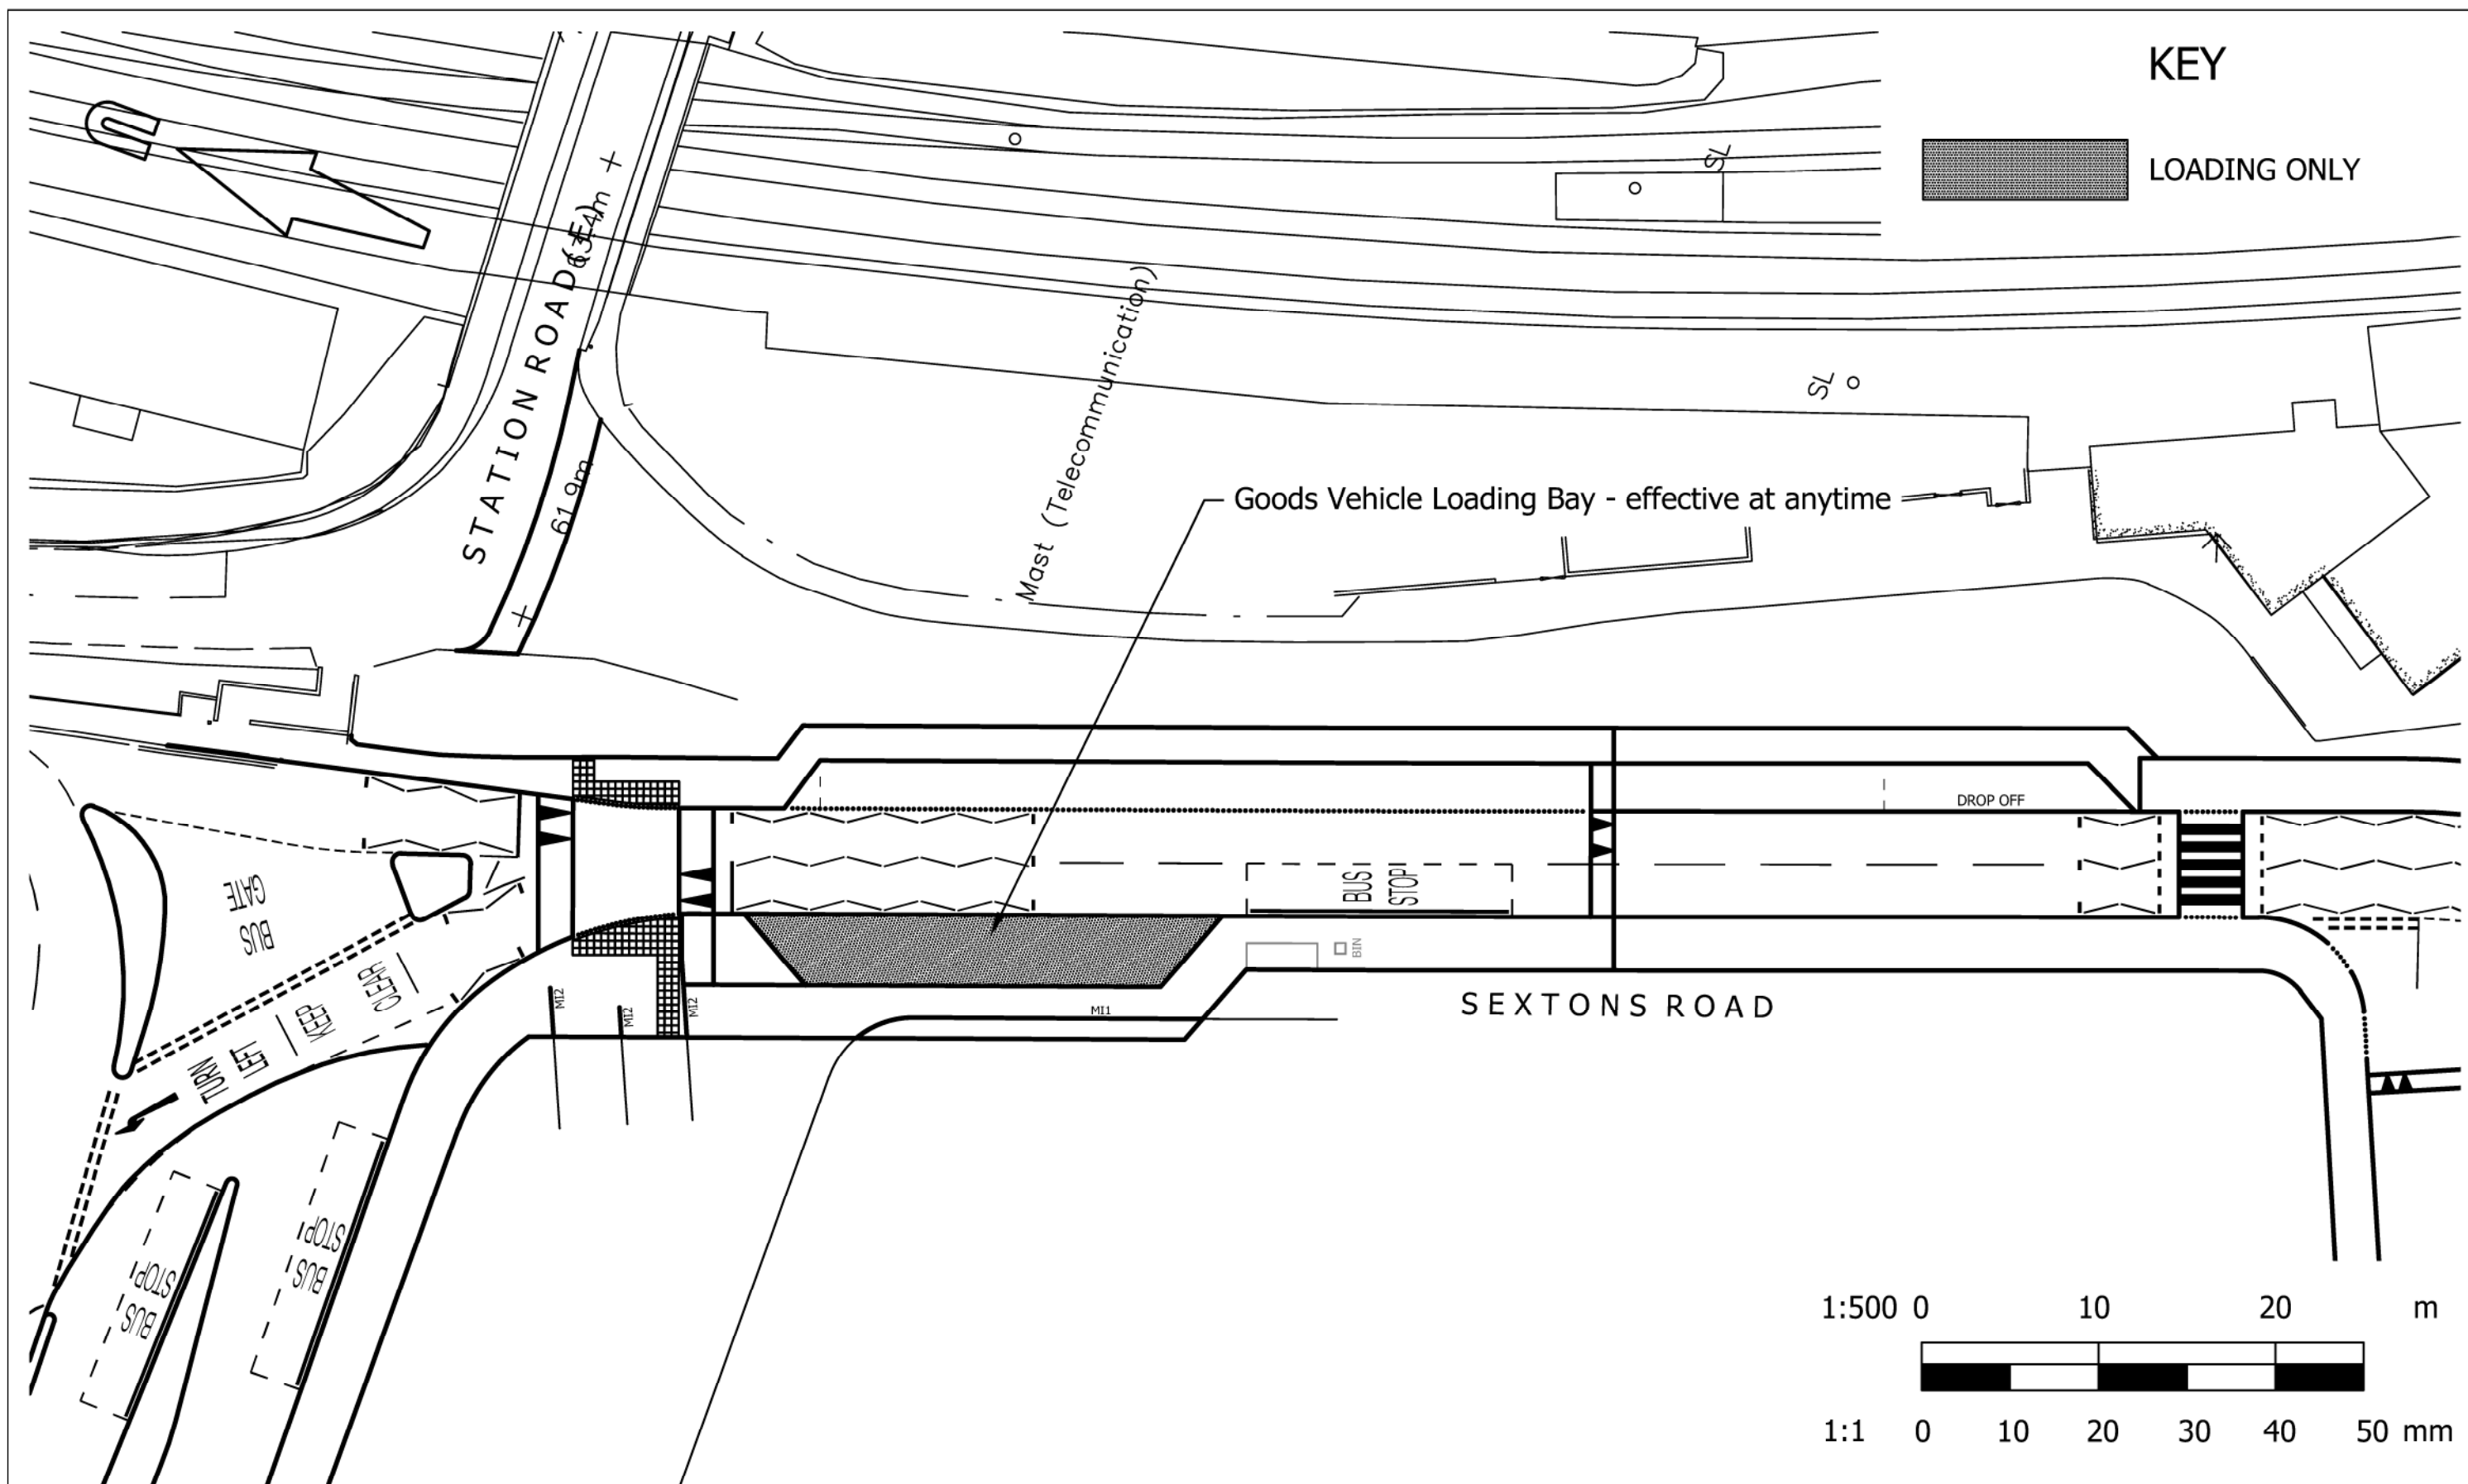 KEY
LOADING ONLY
SL
SL
STATION ROAD (E)
63.4m
61.9m
Mast (Telecommunication)
Goods Vehicle Loading Bay - effective at anytime
DROP OFF
BUS
STOP
BUS
GATE
BIN
KEEP
CLEAR
TURN
LEFT
MI2
MI2
MI2
MI1
SEXTONS ROAD
BUS
STOP
BUS
STOP
1:500 0 10 20 m
1:1 0 10 20 30 40 50 mm